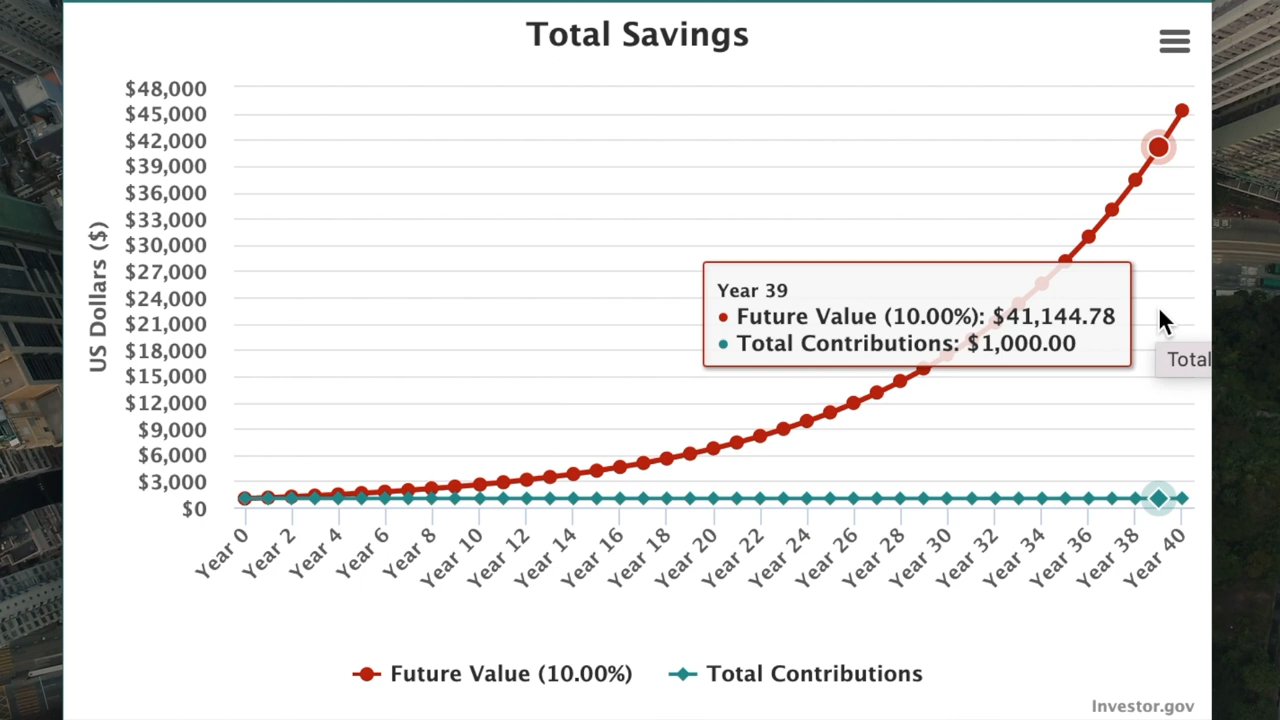 Total Savings
$48,000
$45,000
$42,000
$39,000
$36,000
$33,000
$30,000
$27,000
$24,000
$21,000
$18,000
$15,000
$12,000
$9,000
$6,000
$3,000
$0
US Dollars ($)
Year 39
Future Value (10.00%): $41,144.78
Total Contributions: $1,000.00
Total
Year 0
Year 2
Year 4
Year 6
Year 8
Year 10
Year 12
Year 14
Year 16
Year 18
Year 20
Year 22
Year 24
Year 26
Year 28
Year 30
Year 32
Year 34
Year 36
Year 38
Year 40
Future Value (10.00%)
Total Contributions
Investor.gov